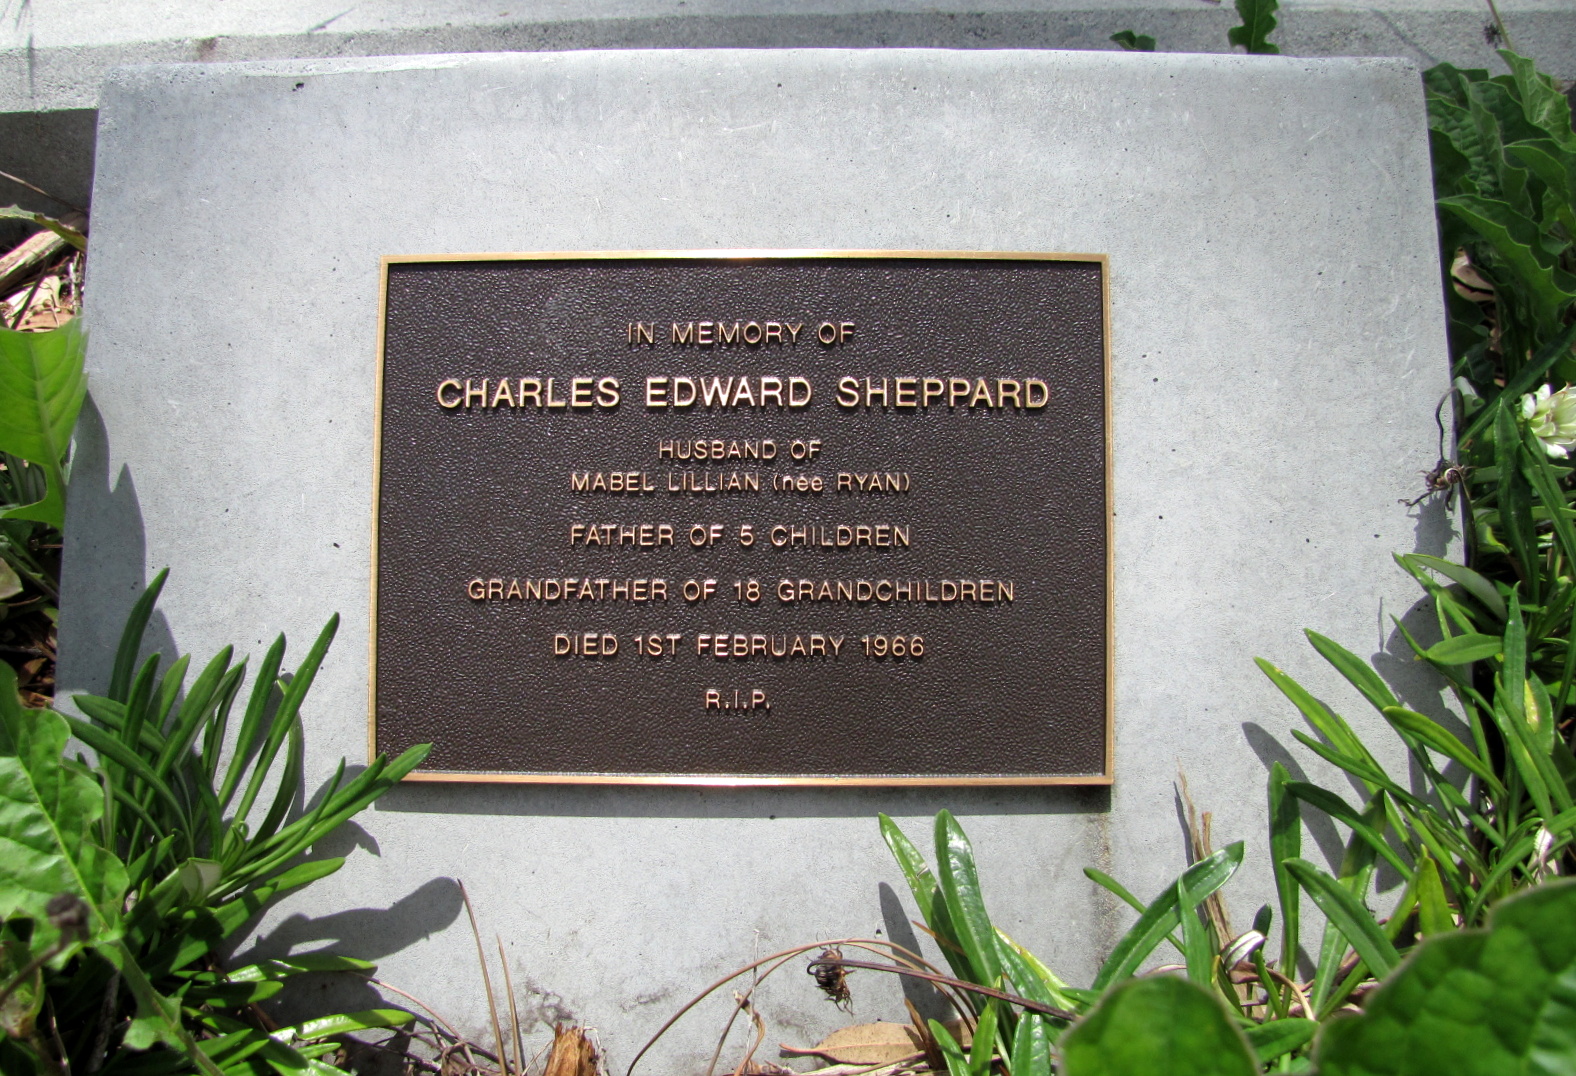 IN MEMORY OF
CHARLES EDWARD SHEPPARD
HUSBAND OF
MABEL LILLIAN (nee RYAN)
FATHER OF 5 CHILDREN
GRANDFATHER OF 18 GRANDCHILDREN
DIED 1ST FEBRUARY 1966
R.I.P.